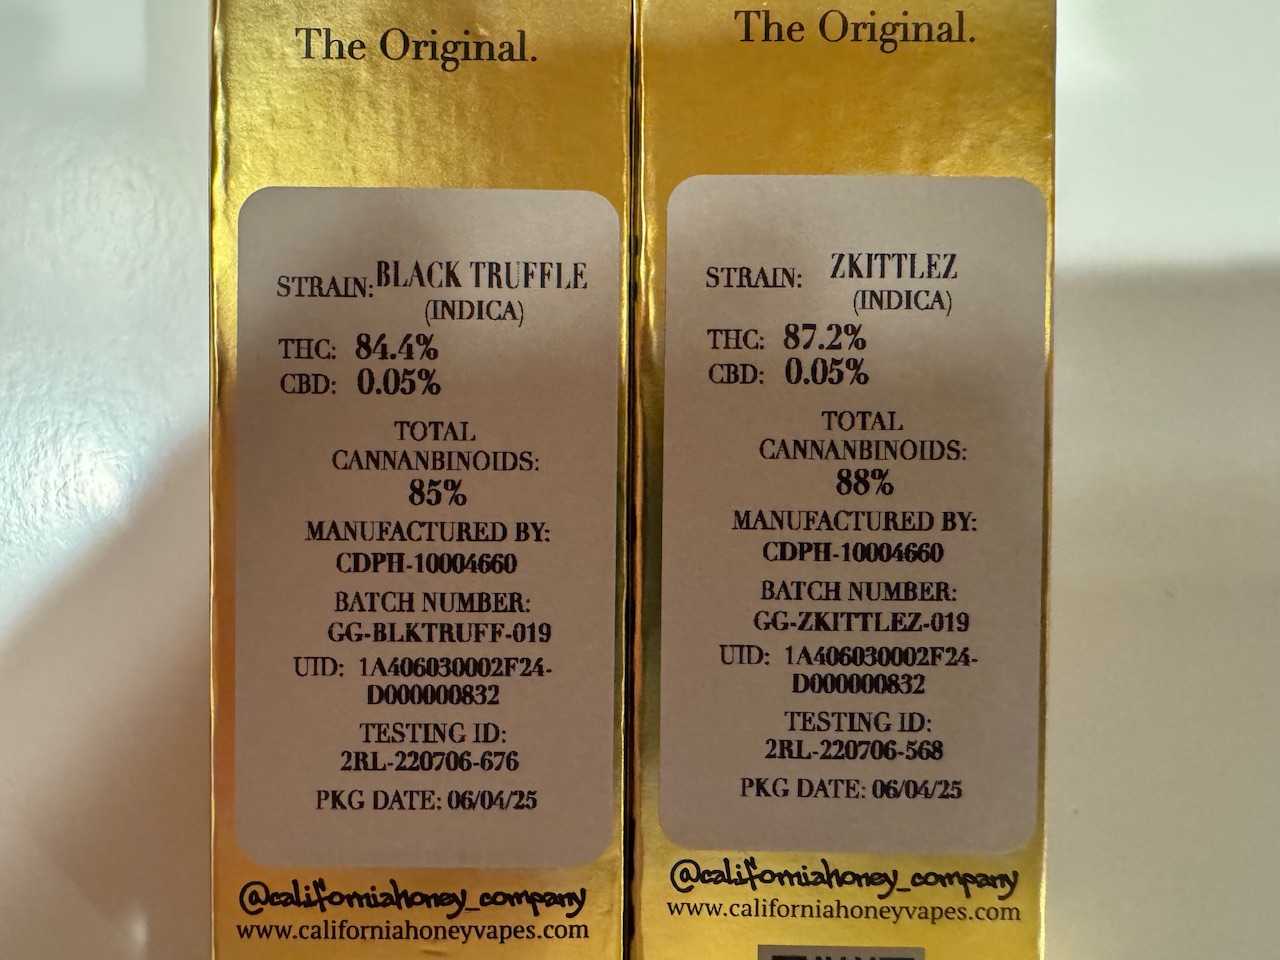 The Original.
STRAIN: BLACK TRUFFLE
(INDICA)
THC: 84.4%
CBD: 0.05%
TOTAL
CANNANBINOIDS:
85%
MANUFACTURED BY:
CDPH-10004660
BATCH NUMBER:
GG-BLKTRUFF-019
UID: 1A406030002F24-
D000000832
TESTING ID:
2RL-220706-676
PKG DATE: 06/04/25
@californiahoney_company
www.californiahoneyvapes.com
The Original.
STRAIN: ZKITTLEZ
(INDICA)
THC: 87.2%
CBD: 0.05%
TOTAL
CANNANBINOIDS:
88%
MANUFACTURED BY:
CDPH-10004660
BATCH NUMBER:
GG-ZKITTLEZ-019
UID: 1A406030002F24-
D000000832
TESTING ID:
2RL-220706-568
PKG DATE: 06/04/25
@californiahoney_company
www.californiahoneyvapes.com